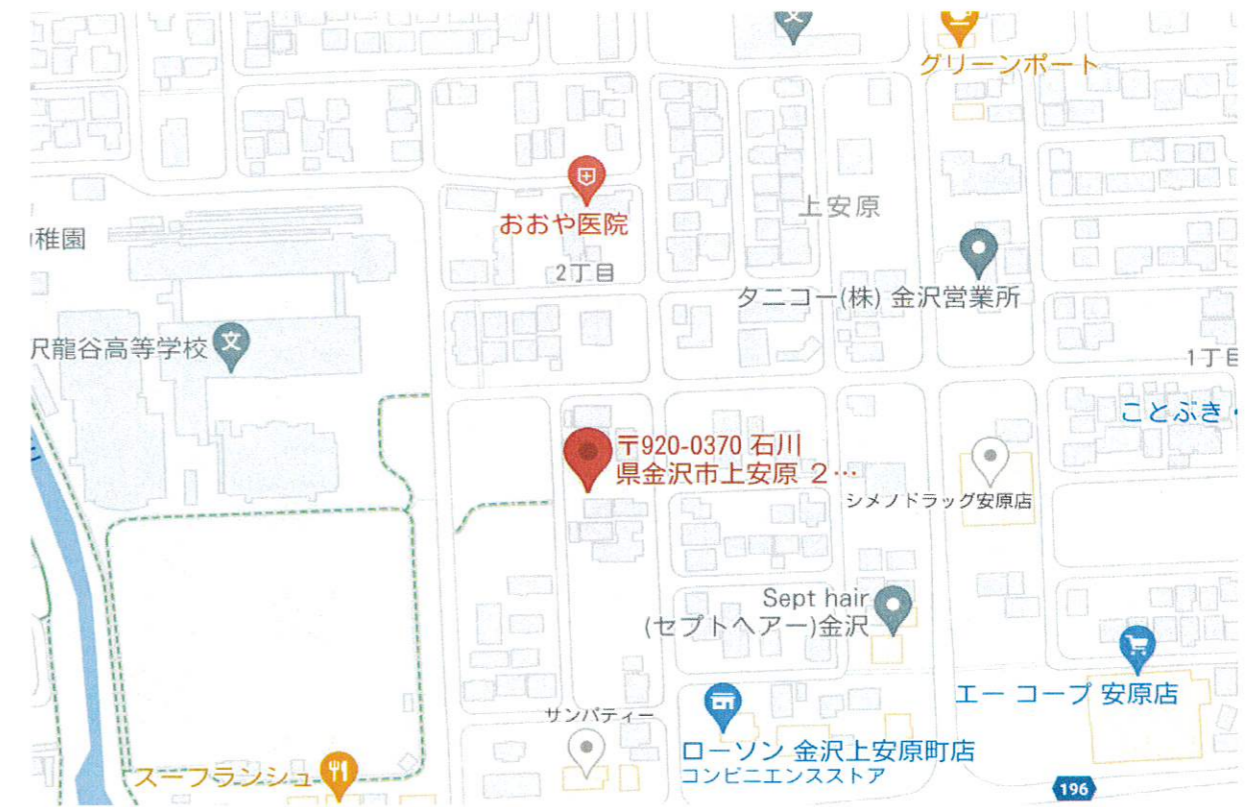 グリーンポート
おおや医院
上安原
稚園
2丁目
タニコー(株) 金沢営業所
沢龍谷高等学校
文
1丁目
ことぶき
〒920-0370 石川
県金沢市上安原 2…
シメノドラッグ安原店
Sept hair
(セプトヘアー)金沢
エー コープ 安原店
サンパティー
ローソン 金沢上安原町店
コンビニエンスストア
スーフランシュ
196